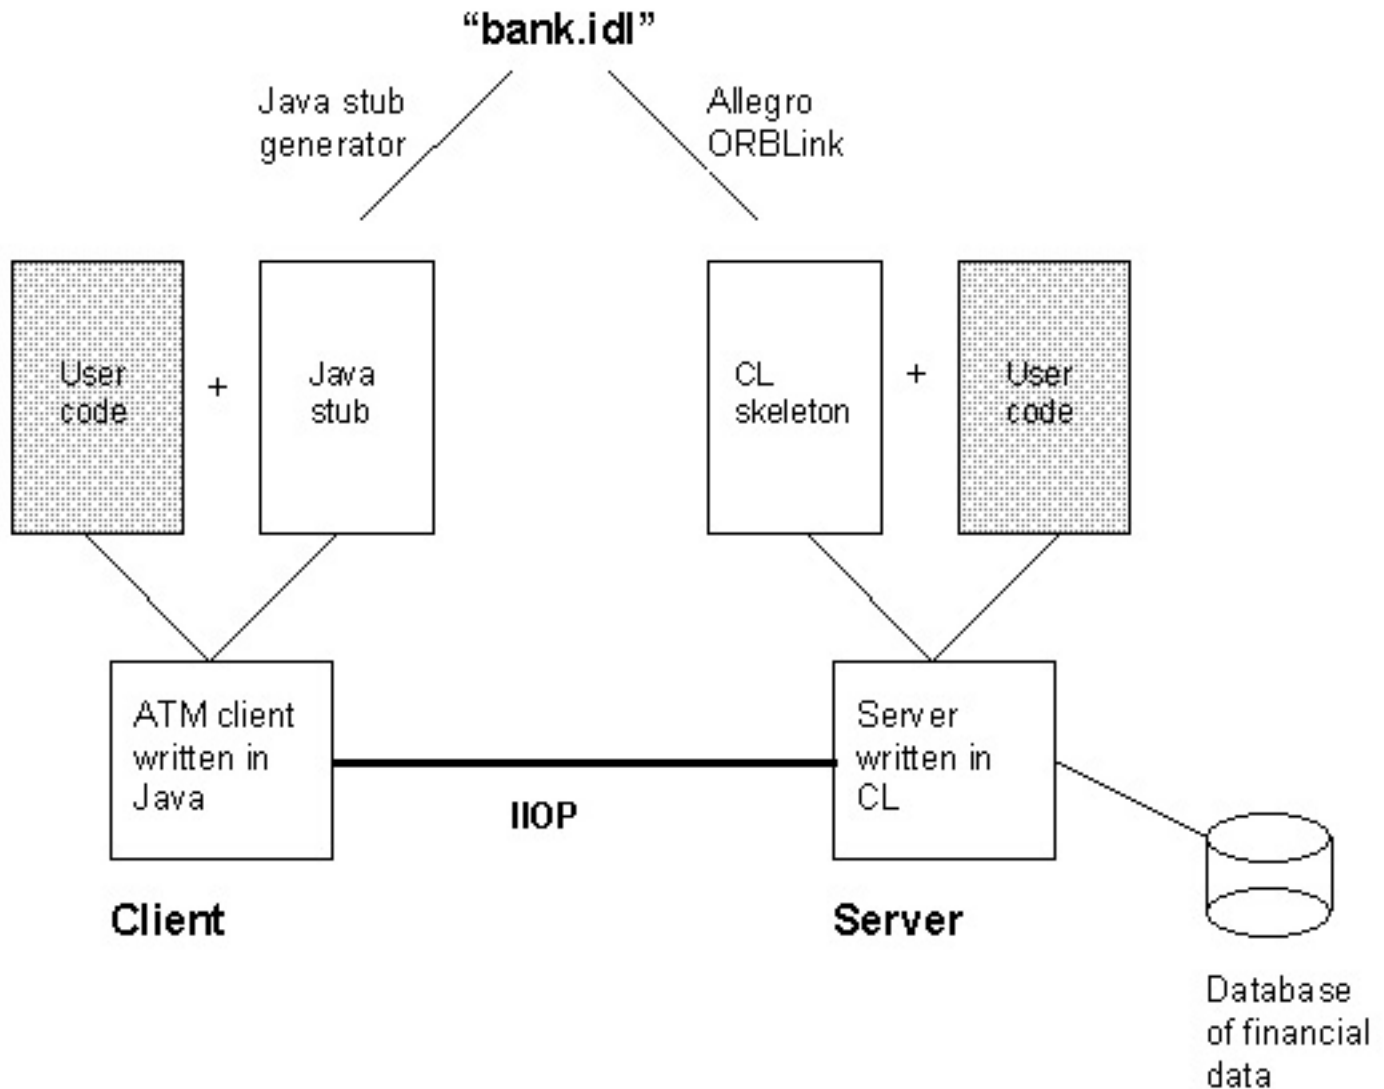 “bank.idl”
Java stub
generator
Allegro
ORBLink
User
code
+
Java
stub
CL
skeleton
+
User
code
ATM client
written in
Java
IIOP
Server
written in
CL
Client
Server
Database
of financial
data